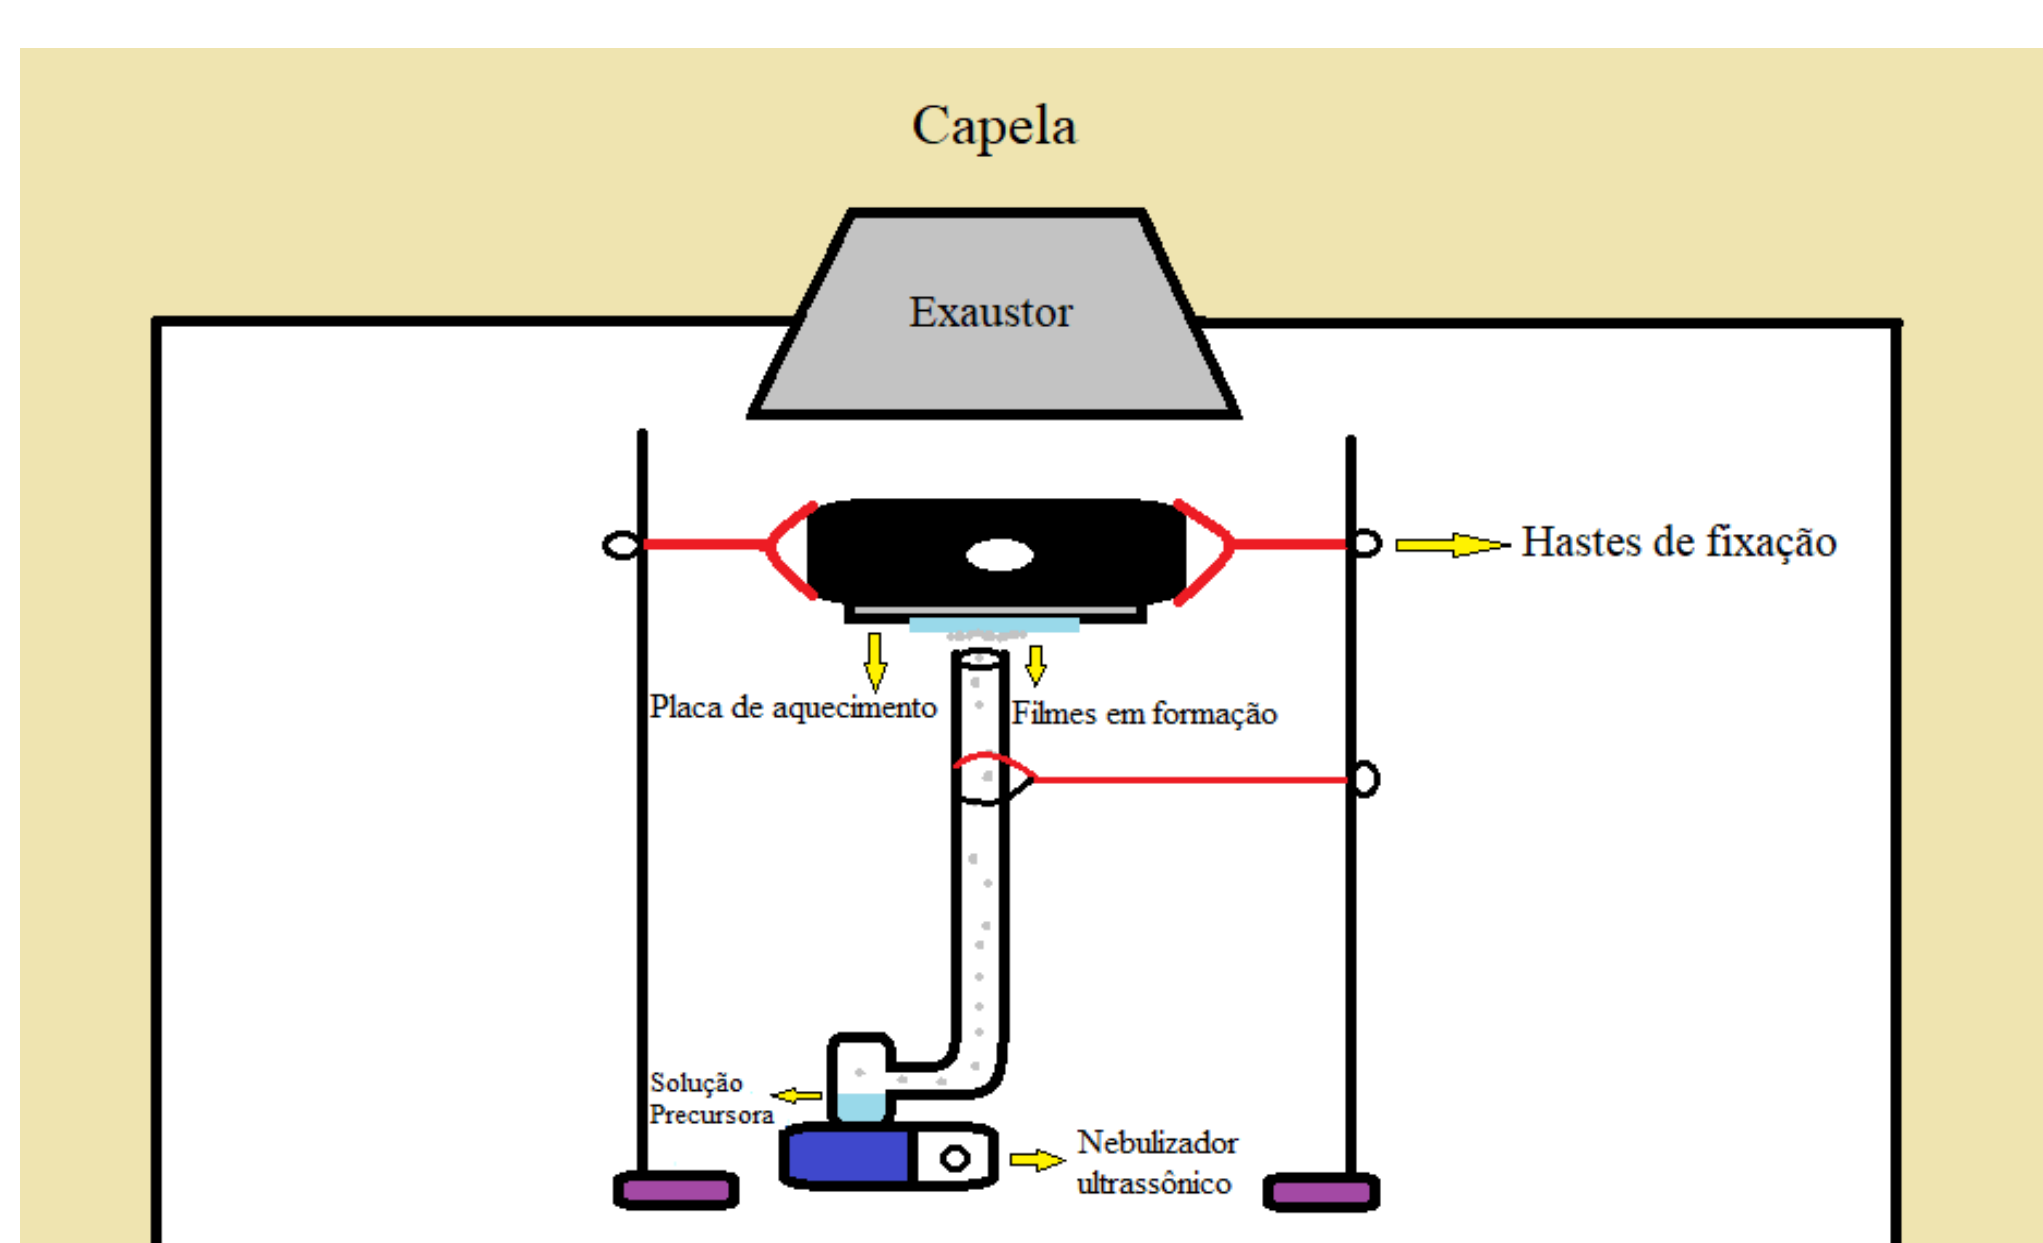 Capela
Exaustor
Hastes de fixação
Placa de aquecimento
Filmes em formação
Solução
Precursora
Nebulizador
ultrassônico